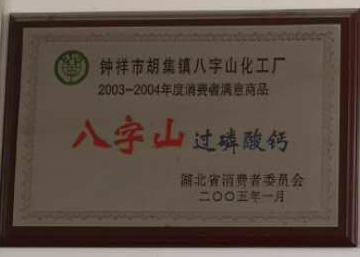 钟祥市胡集镇八字山化工厂
2003-2004年度消费者满意商品
八字山 过磷酸钙
湖北省消费者委员会
二〇〇五年一月